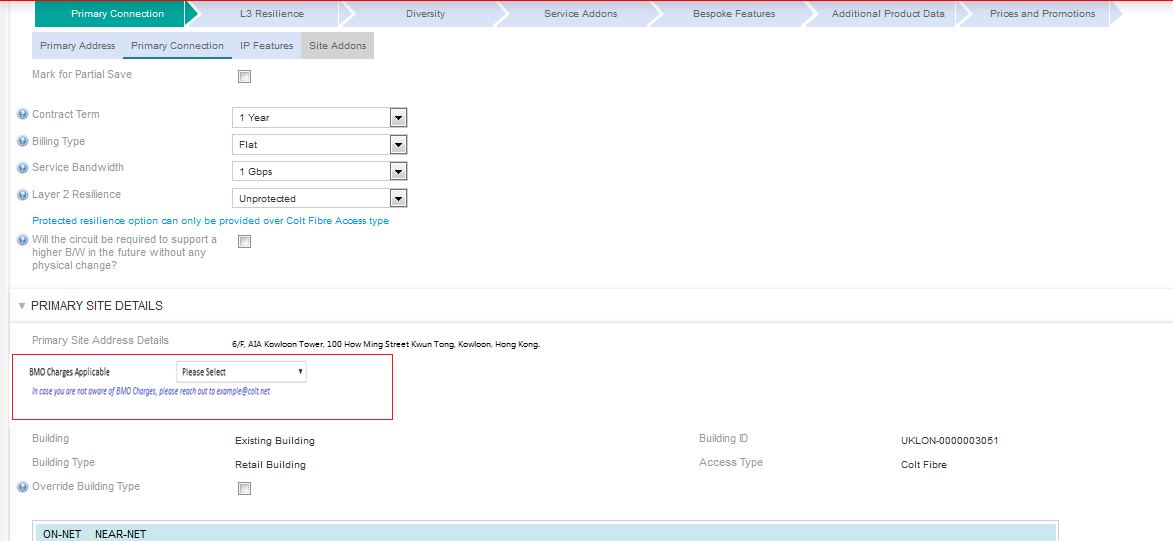 Primary Connection L3 Resilience Diversity Service Addons Bespoke Features Additional Product Data Prices and Promotions
Primary Address Primary Connection IP Features Site Addons
Mark for Partial Save
Contract Term 1 Year
Billing Type Flat
Service Bandwidth 1 Gbps
Layer 2 Resilience Unprotected
Protected resilience option can only be provided over Colt Fibre Access type
Will the circuit be required to support a
higher B/W in the future without any
physical change?
PRIMARY SITE DETAILS
Primary Site Address Details 6/F, AIA Kowloon Tower, 100 How Ming Street Kwun Tong, Kowloon, Hong Kong.
BMO Charges Applicable Please Select
In case you are not aware of BMO Charges, please reach out to example@colt.net
Building Existing Building Building ID UKLON-0000003051
Building Type Retail Building Access Type Colt Fibre
Override Building Type
ON-NET NEAR-NET